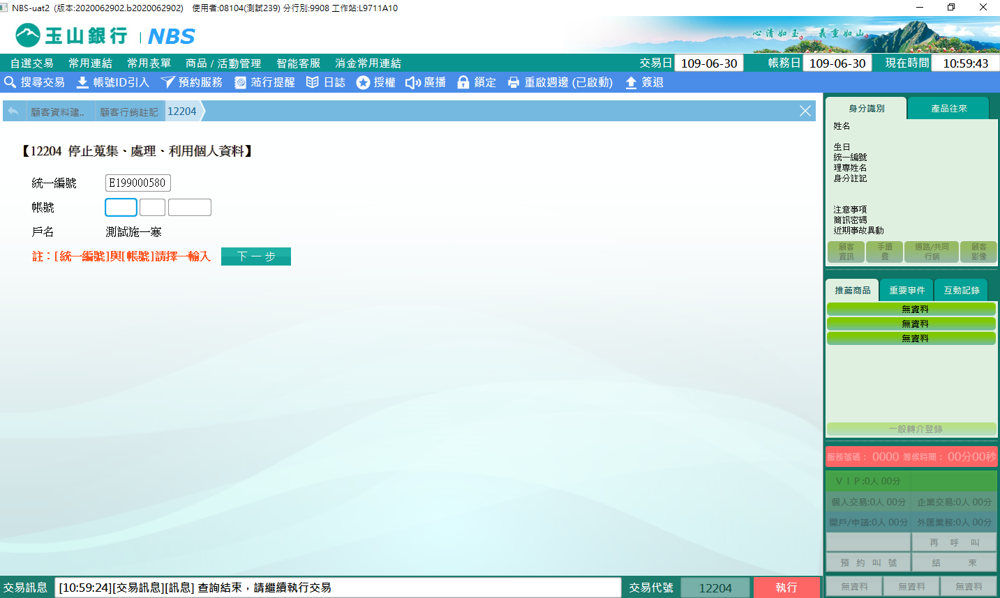 NBS-uat2 (版本:2020062902.b2020062902) 使用者:08104(測試239) 分行別:9908 工作站:L9711A10
玉山銀行 | NBS
心清如玉。 義重如山。
自選交易 常用連結 常用表單 商品 / 活動管理 智能客服 消金常用連結 交易日 109-06-30 帳務日 109-06-30 現在時間 10:59:43
搜尋交易 帳號ID引入 預約服務 蒞行提醒 日誌 授權 廣播 鎖定 重啟週邊 (已啟動) 簽退
顧客資料建.. 顧客行銷註記 12204
【12204 停止蒐集、處理、利用個人資料】
統一編號 E199000580
帳號
戶名 測試施一寒
註：[統一編號]與[帳號]請擇一輸入 下一步
身分識別 產品往來
姓名
生日
統一編號
理專姓名
身分註記
注意事項
簡訊密碼
近期事故異動
顧客資訊 手續費 通路/共同行銷 顧客影像
推薦商品 重要事件 互動記錄
無資料
無資料
無資料
一般轉介登錄
服務號碼： 0000 等候時間： 00分00秒
ＶＩＰ:0人 00分
個人交易:0人 00分 企業交易:0人 00分
開戶/申請:0人 00分 外匯業務:0人 00分
再 呼 叫
預 約 叫 號 結 束
無資料 無資料 無資料
交易訊息 [10:59:24][交易訊息][訊息] 查詢結束，請繼續執行交易 交易代號 12204 執行